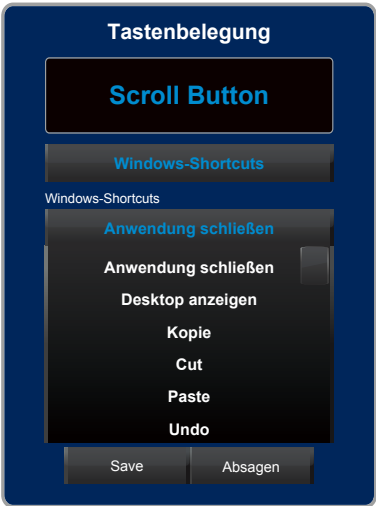 Tastenbelegung
Scroll Button
Windows-Shortcuts
Windows-Shortcuts
Anwendung schließen
Anwendung schließen
Desktop anzeigen
Kopie
Cut
Paste
Undo
Save Absagen